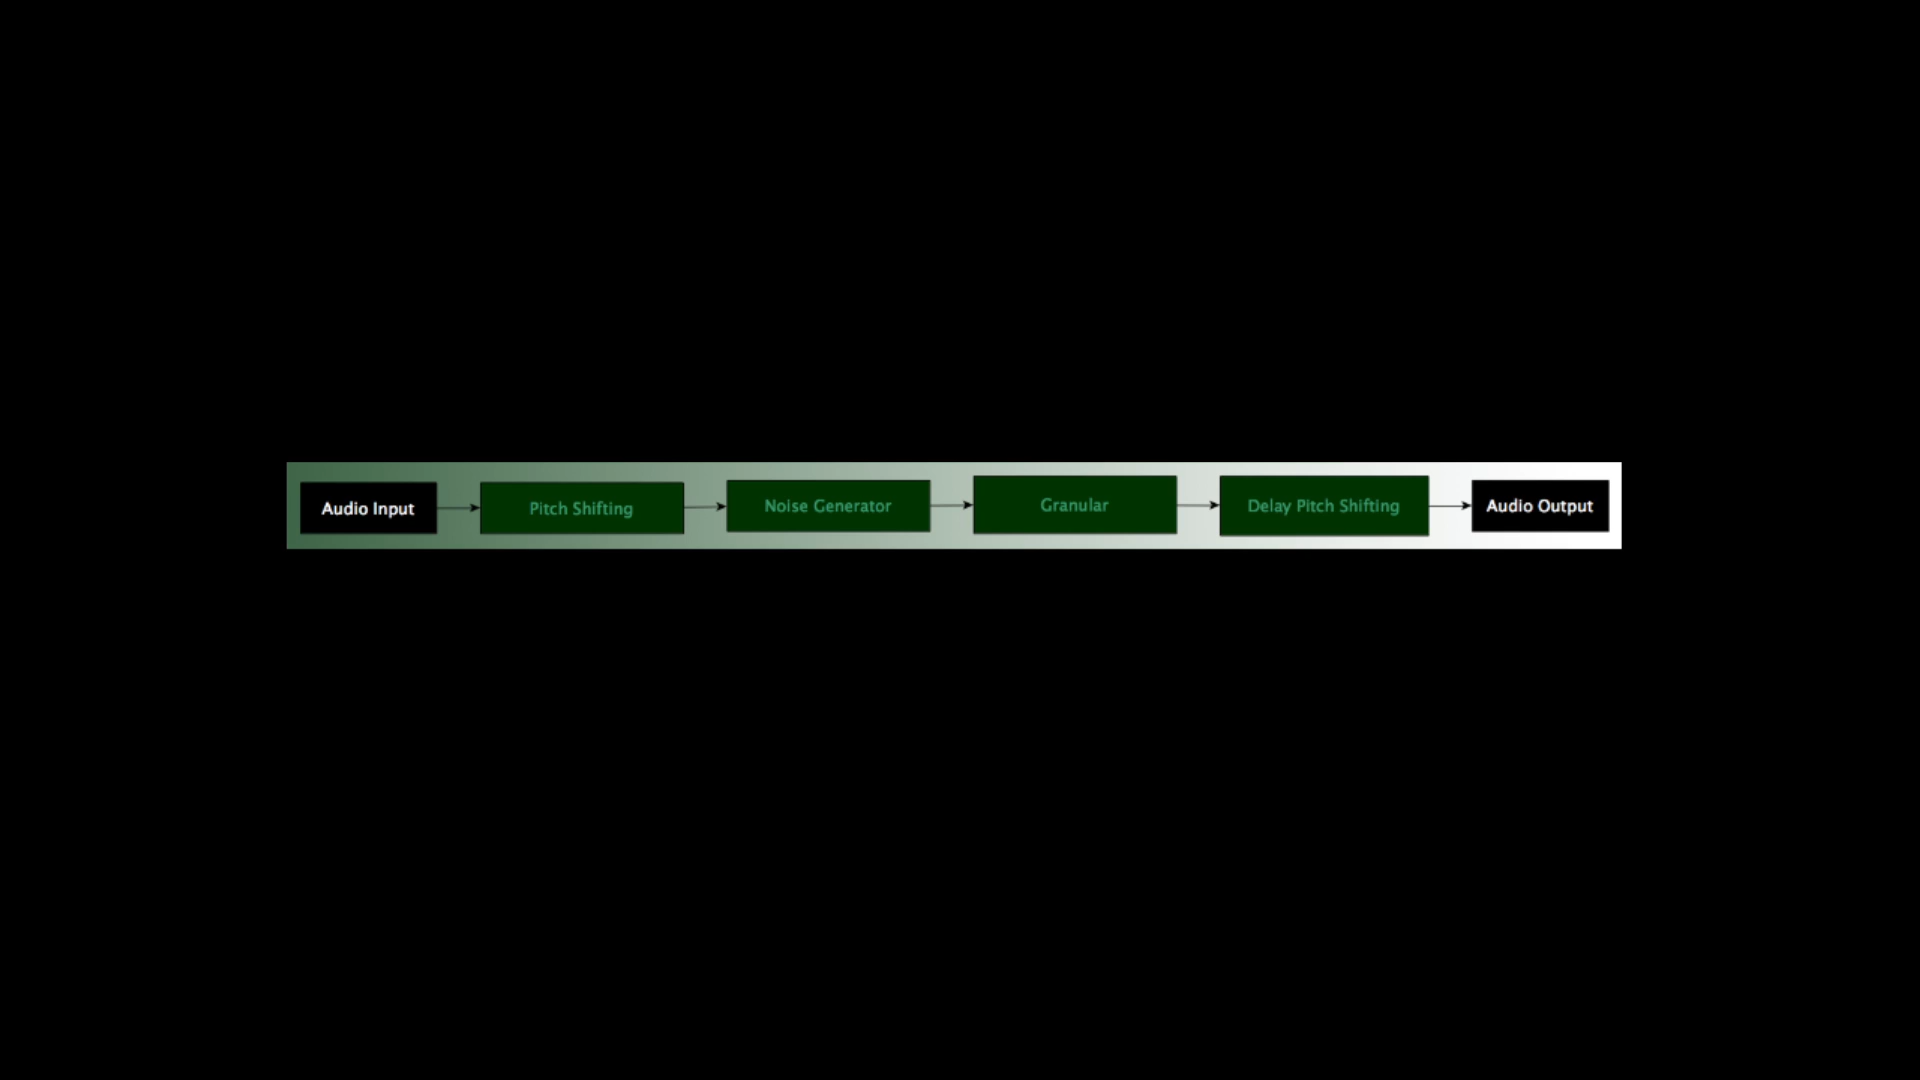 Audio Input
Pitch Shifting
Noise Generator
Granular
Delay Pitch Shifting
Audio Output